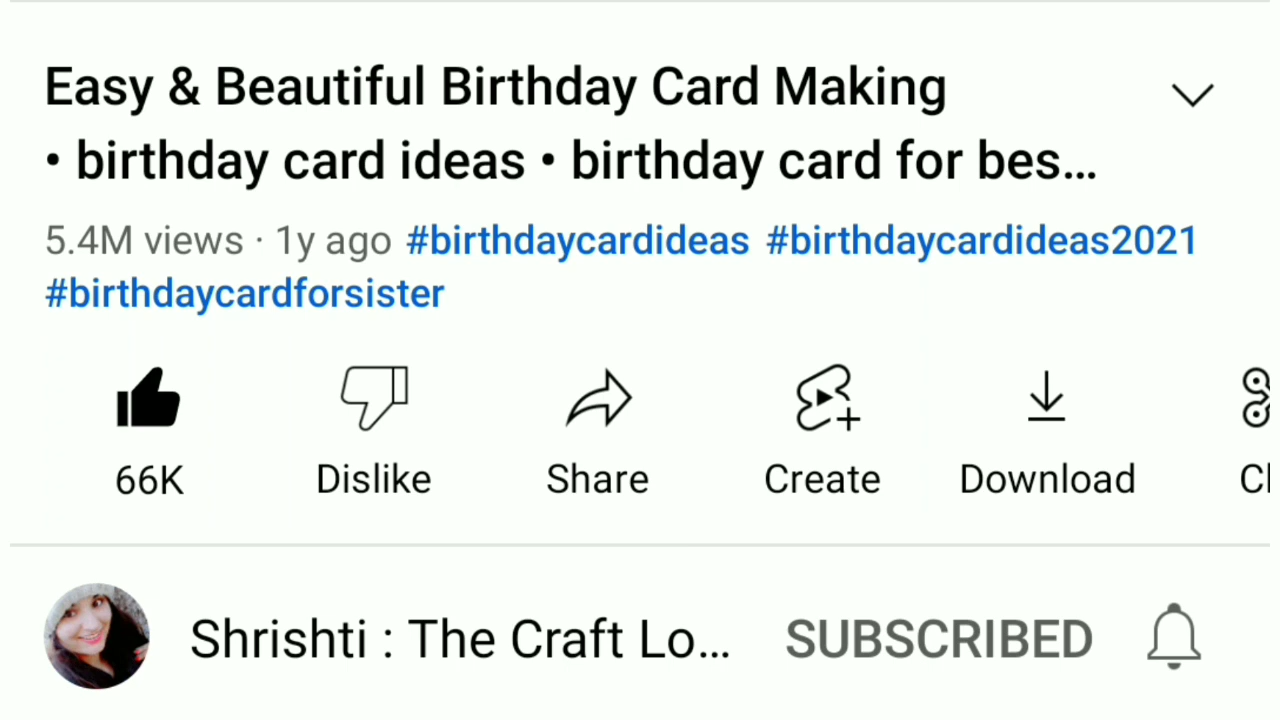 Easy & Beautiful Birthday Card Making
• birthday card ideas • birthday card for bes...
5.4M views · 1y ago #birthdaycardideas #birthdaycardideas2021
#birthdaycardforsister
66K Dislike Share Create Download Cl
Shrishti : The Craft Lo... SUBSCRIBED